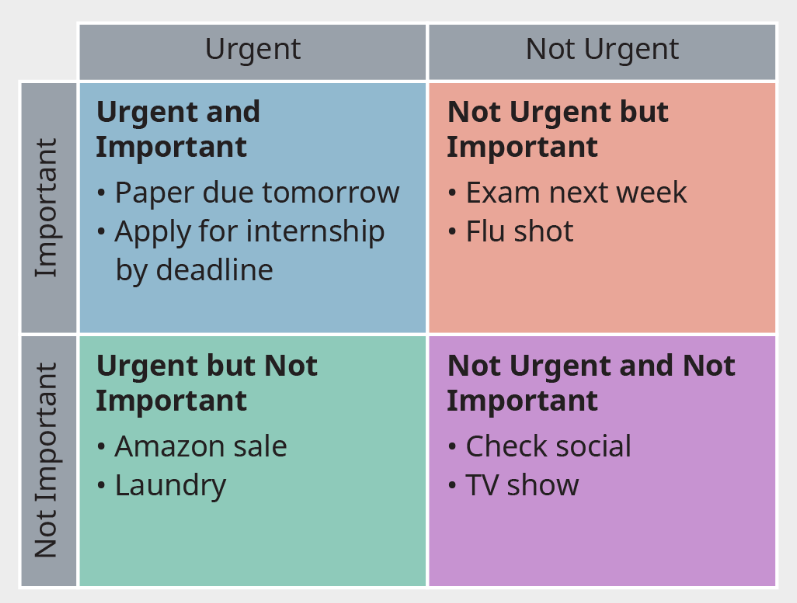 Urgent
Not Urgent
Important
Urgent and
Important
• Paper due tomorrow
• Apply for internship
by deadline
Not Urgent but
Important
• Exam next week
• Flu shot
Not Important
Urgent but Not
Important
• Amazon sale
• Laundry
Not Urgent and Not
Important
• Check social
• TV show